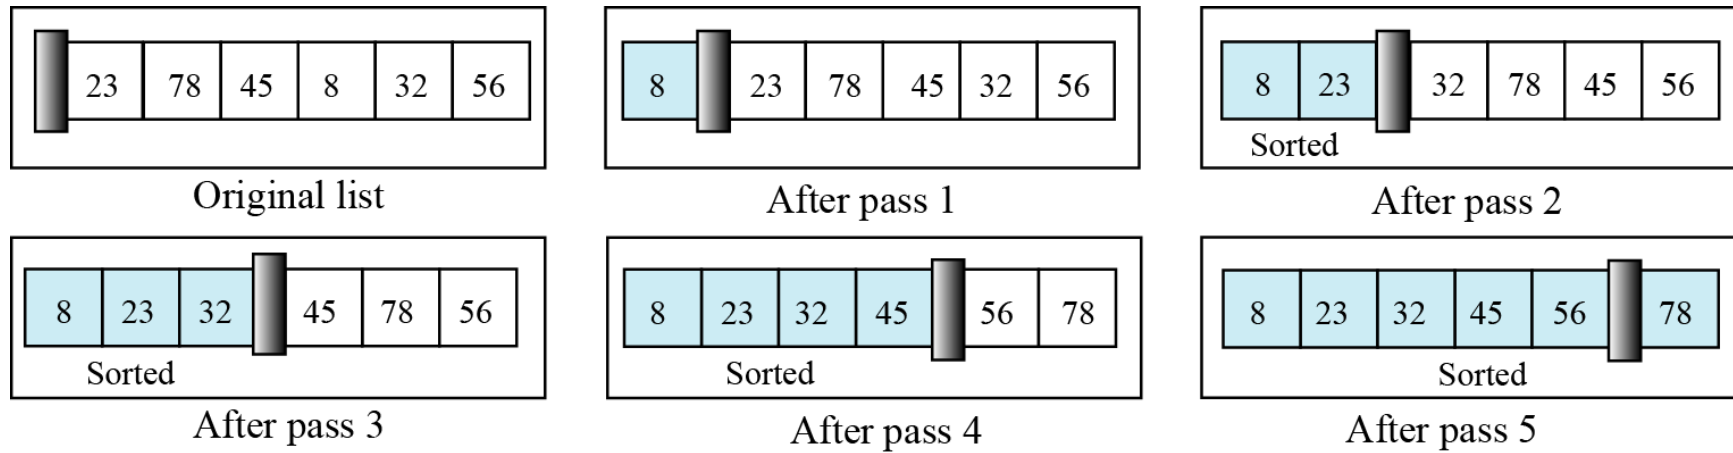 23 78 45 8 32 56
Original list
8 23 78 45 32 56
After pass 1
8 23 32 78 45 56
Sorted
After pass 2
8 23 32 45 78 56
Sorted
After pass 3
8 23 32 45 56 78
Sorted
After pass 4
8 23 32 45 56 78
Sorted
After pass 5